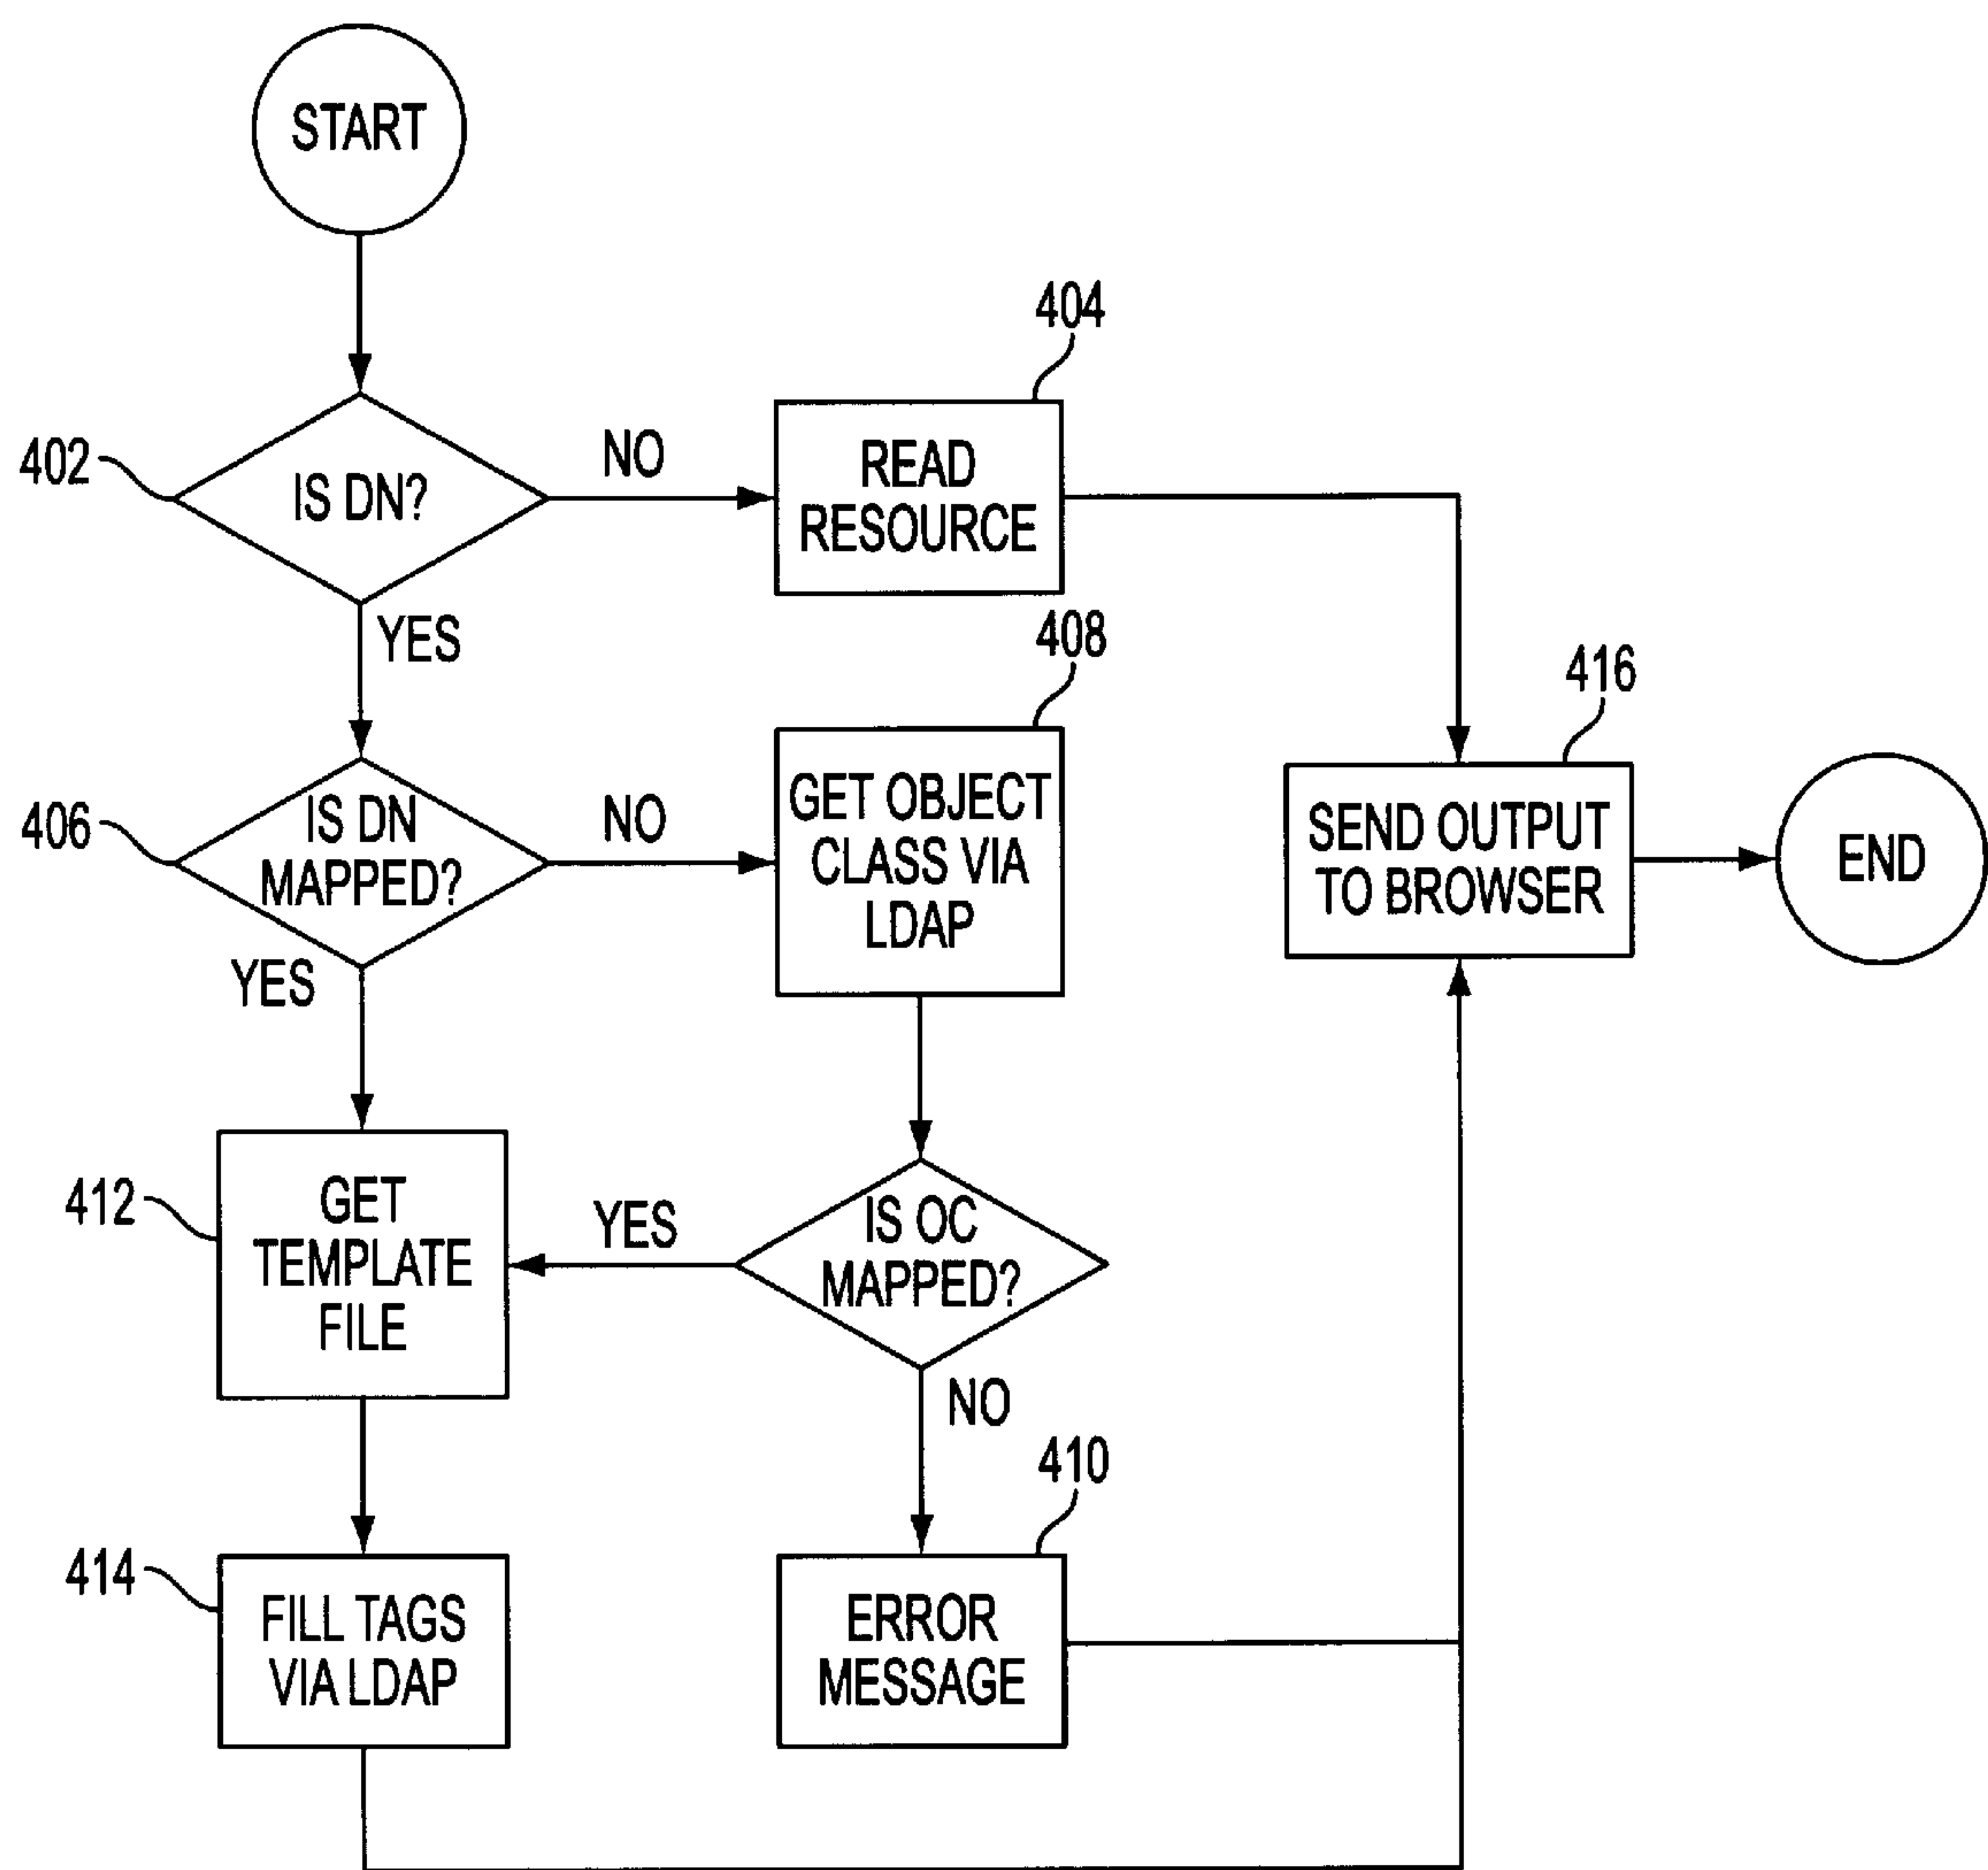 START
404
402
IS DN?
NO
READ
RESOURCE
YES
408
416
406
IS DN
MAPPED?
NO
GET OBJECT
CLASS VIA
LDAP
SEND OUTPUT
TO BROWSER
END
YES
412
GET
TEMPLATE
FILE
YES
IS OC
MAPPED?
NO
410
414
FILL TAGS
VIA LDAP
ERROR
MESSAGE